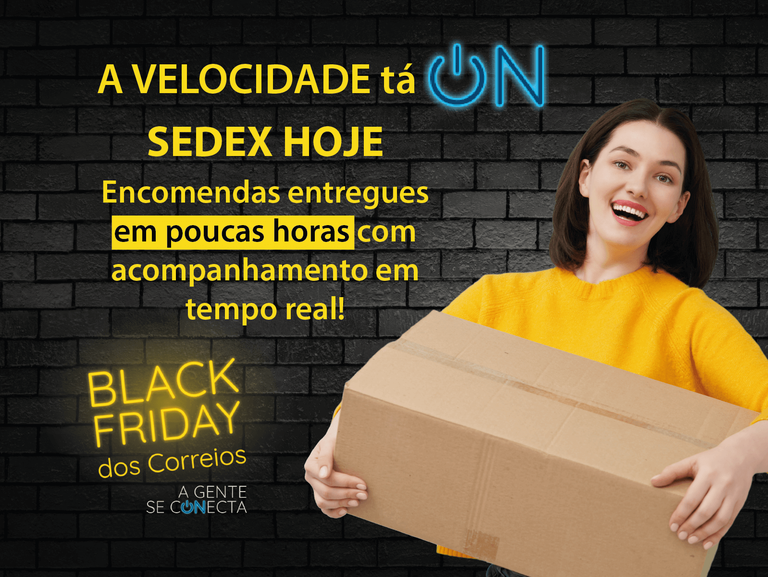 A VELOCIDADE tá ON
SEDEX HOJE
Encomendas entregues
em poucas horas com
acompanhamento em
tempo real!
BLACK
FRIDAY
dos Correios
A GENTE
SE CONECTA